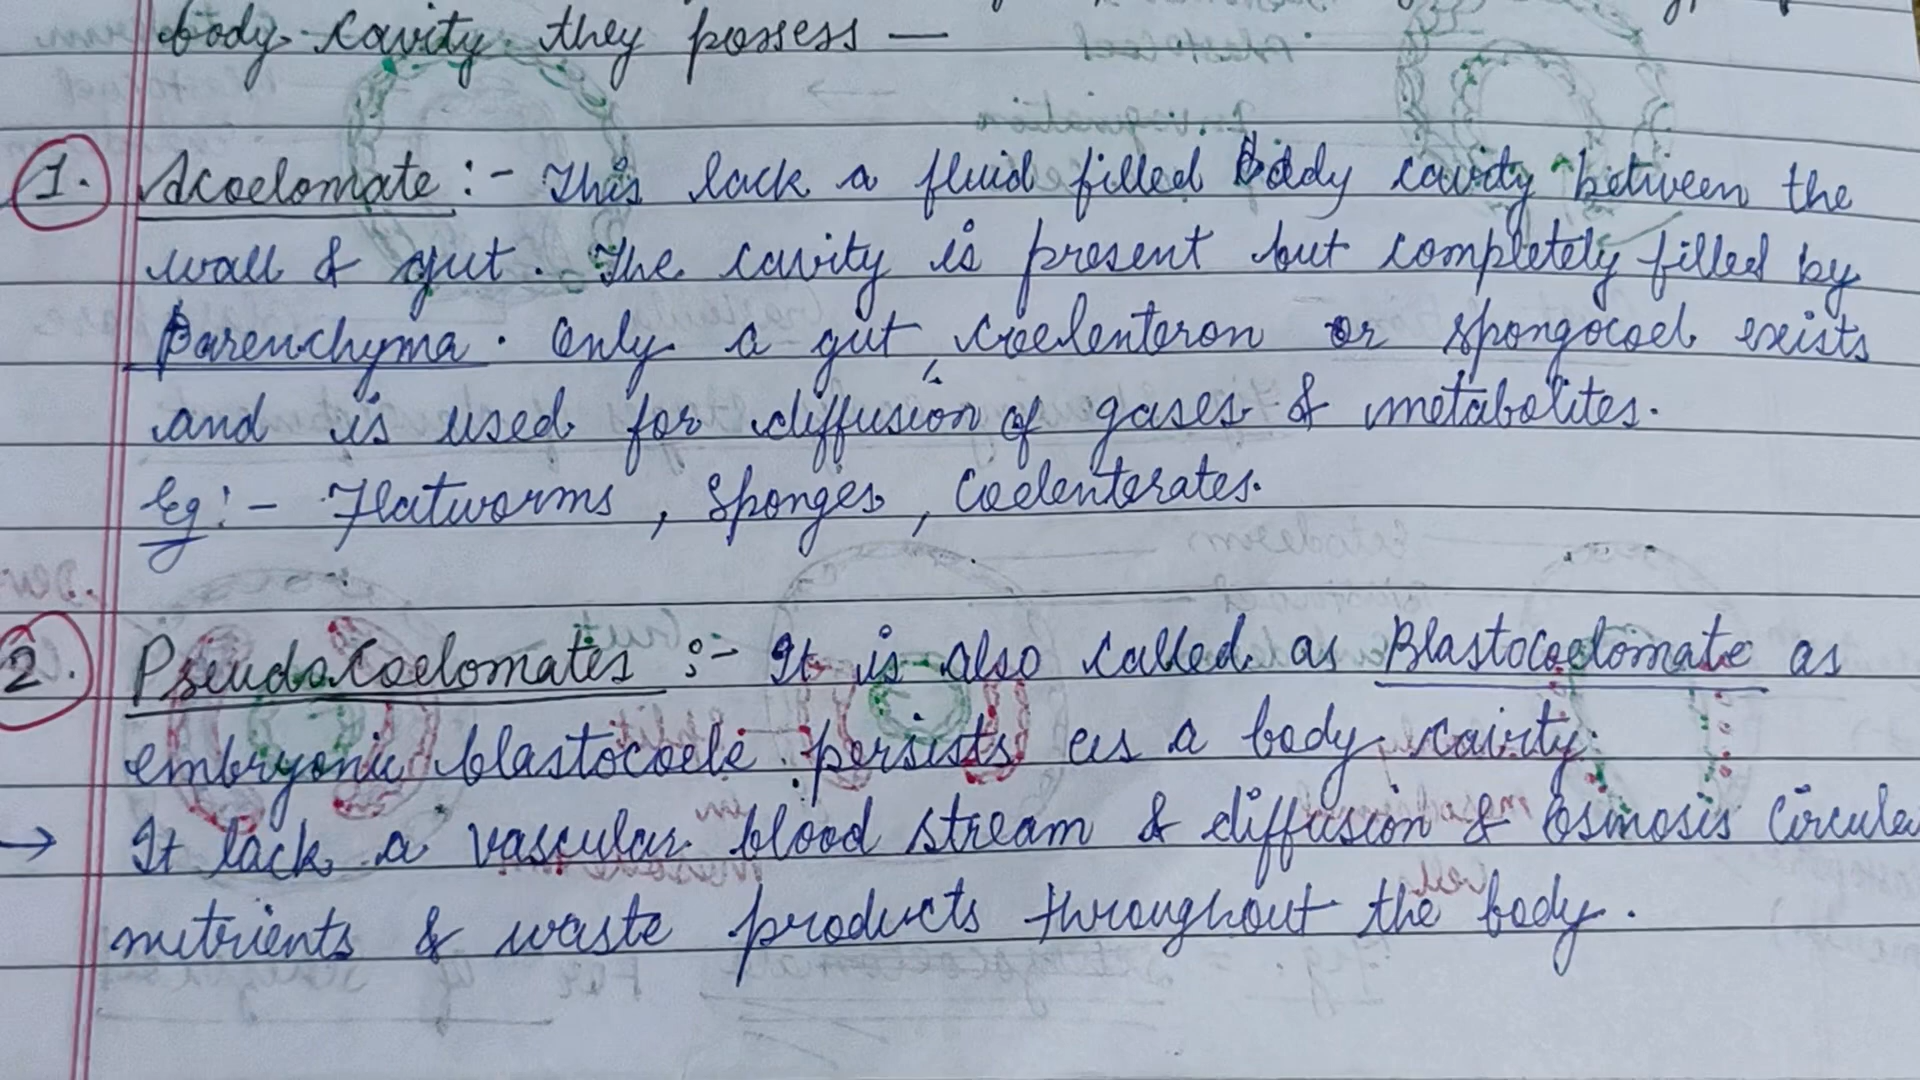 body cavity they possess —
1. Acoelomate :- This lack a fluid filled Body cavity between the
wall & gut. The cavity is present but completely filled by
Parenchyma. Only a gut, coelenteron or spongocoel exists
and is used for diffusion of gases & metabolites.
Eg:- Flatworms, Sponges, Coelenterates.
2. Pseudocoelomates :- It is also called as Blastocoelomate as
embryonic blastocoele persists as a body cavity.
→ It lack a vascular blood stream & diffusion & osmosis circula
nutrients & waste products throughout the body.